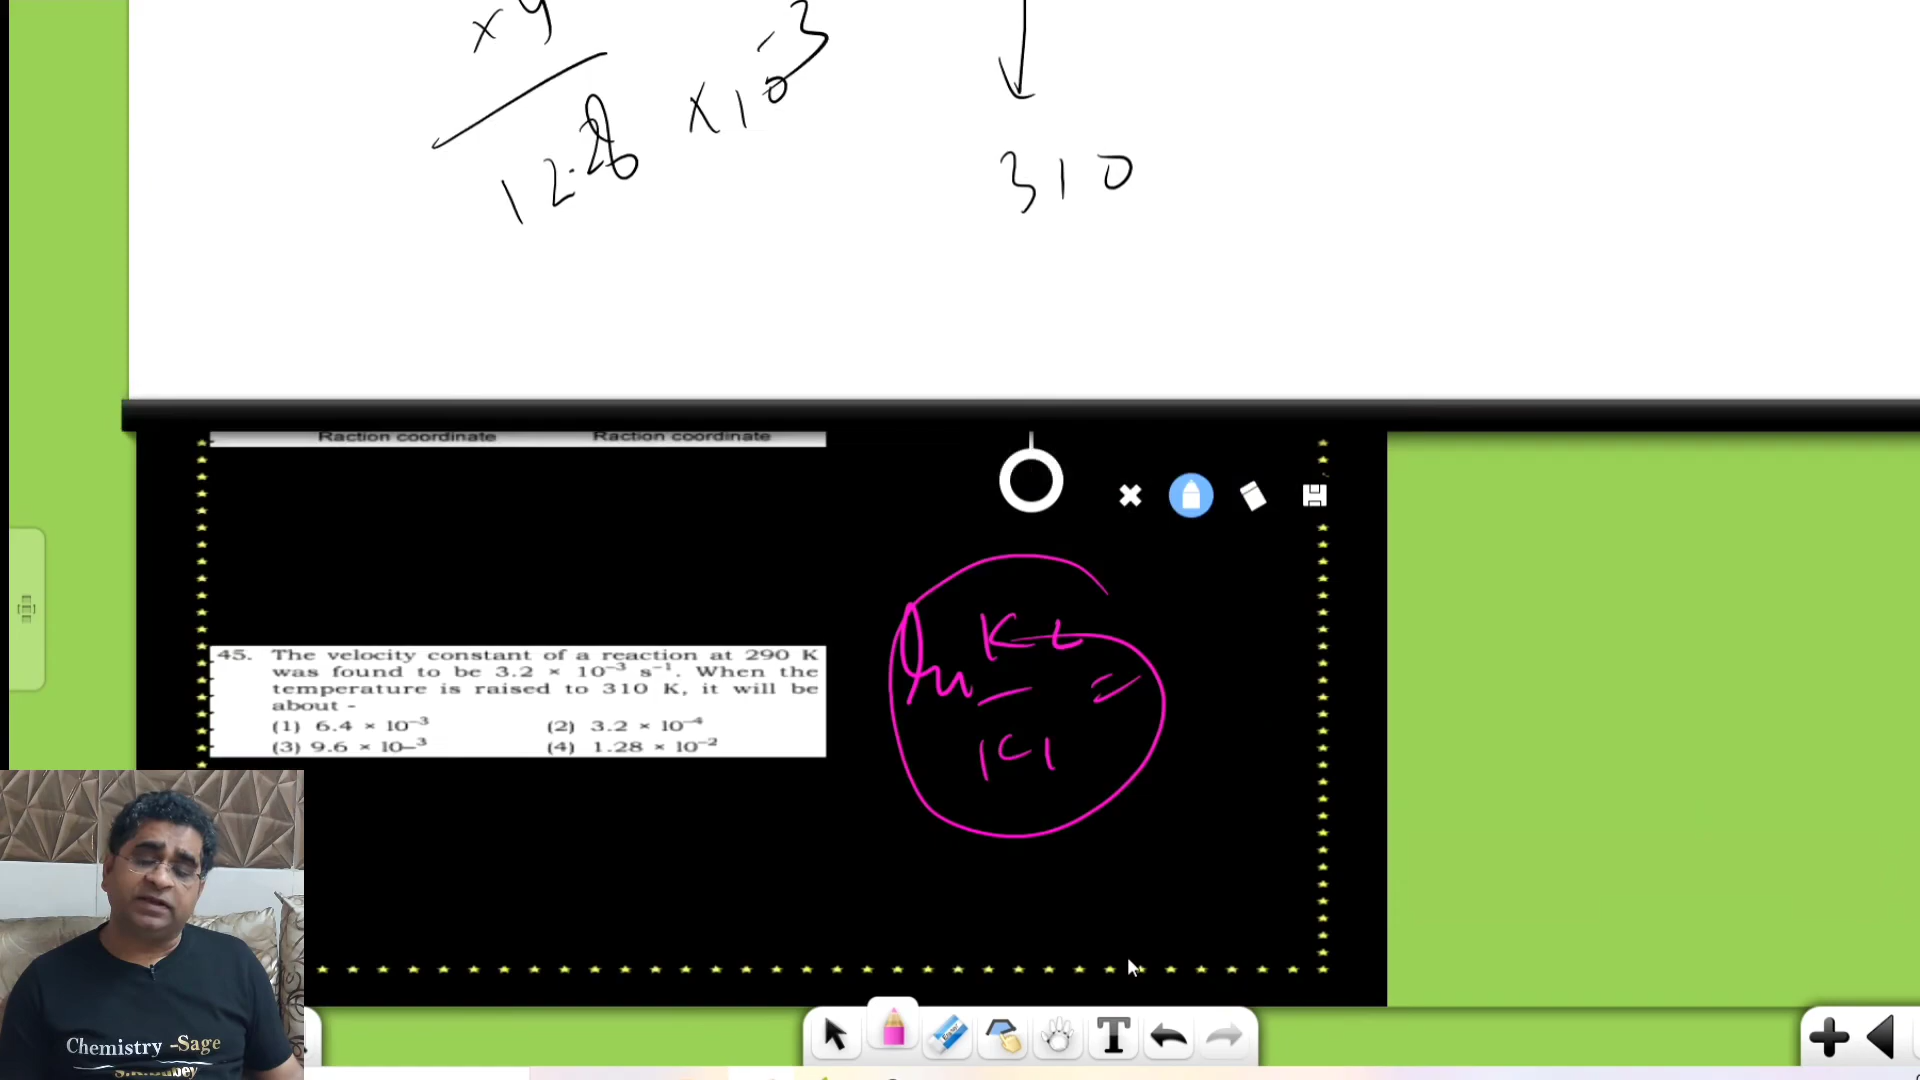 x4
12.8 x10-3
310
Raction coordinate Raction coordinate
45. The velocity constant of a reaction at 290 K
was found to be 3.2 × 10⁻³ s⁻¹. When the
temperature is raised to 310 K, it will be
about -
(1) 6.4 × 10⁻³ (2) 3.2 × 10⁻⁴
(3) 9.6 × 10–³ (4) 1.28 × 10⁻²
ln K2 =
K1
T
Chemistry -Sage
S.K.Dubey